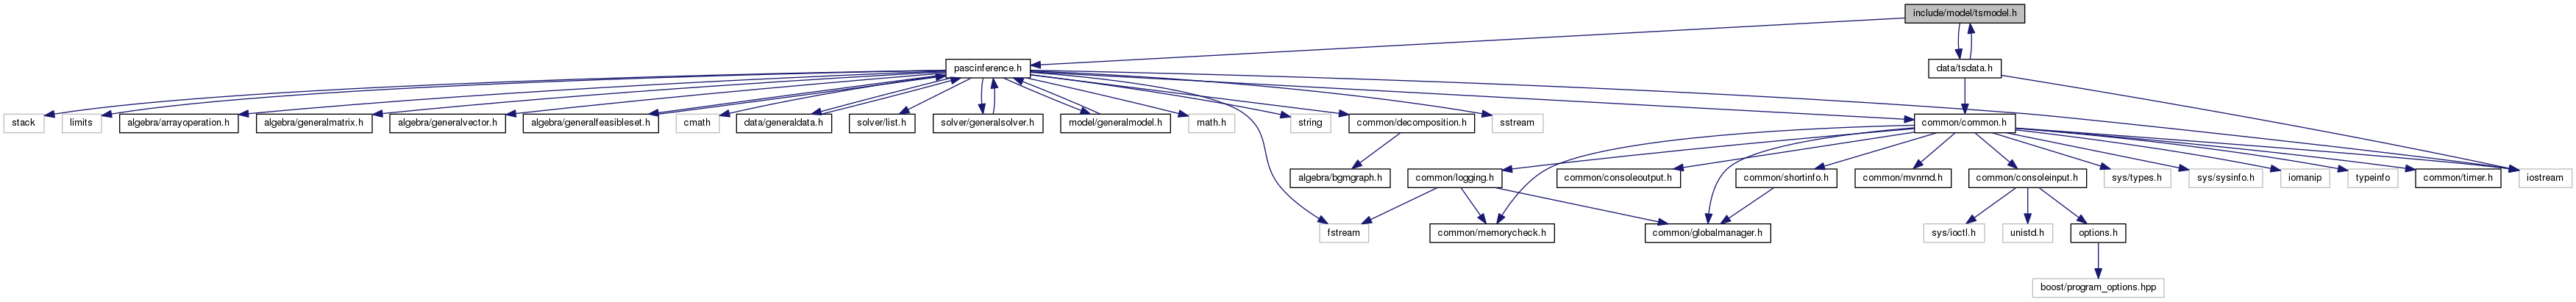 include/model/tsmodel.h
pascinference.h
data/tsdata.h
stack
limits
algebra/arrayoperation.h
algebra/generalmatrix.h
algebra/generalvector.h
algebra/generalfeasibleset.h
cmath
data/generaldata.h
solver/list.h
solver/generalsolver.h
model/generalmodel.h
math.h
string
common/decomposition.h
sstream
common/common.h
algebra/bgmgraph.h
common/logging.h
common/consoleoutput.h
common/shortinfo.h
common/mvnrnd.h
common/consoleinput.h
sys/types.h
sys/sysinfo.h
iomanip
typeinfo
common/timer.h
iostream
fstream
common/memorycheck.h
common/globalmanager.h
sys/ioctl.h
unistd.h
options.h
boost/program_options.hpp